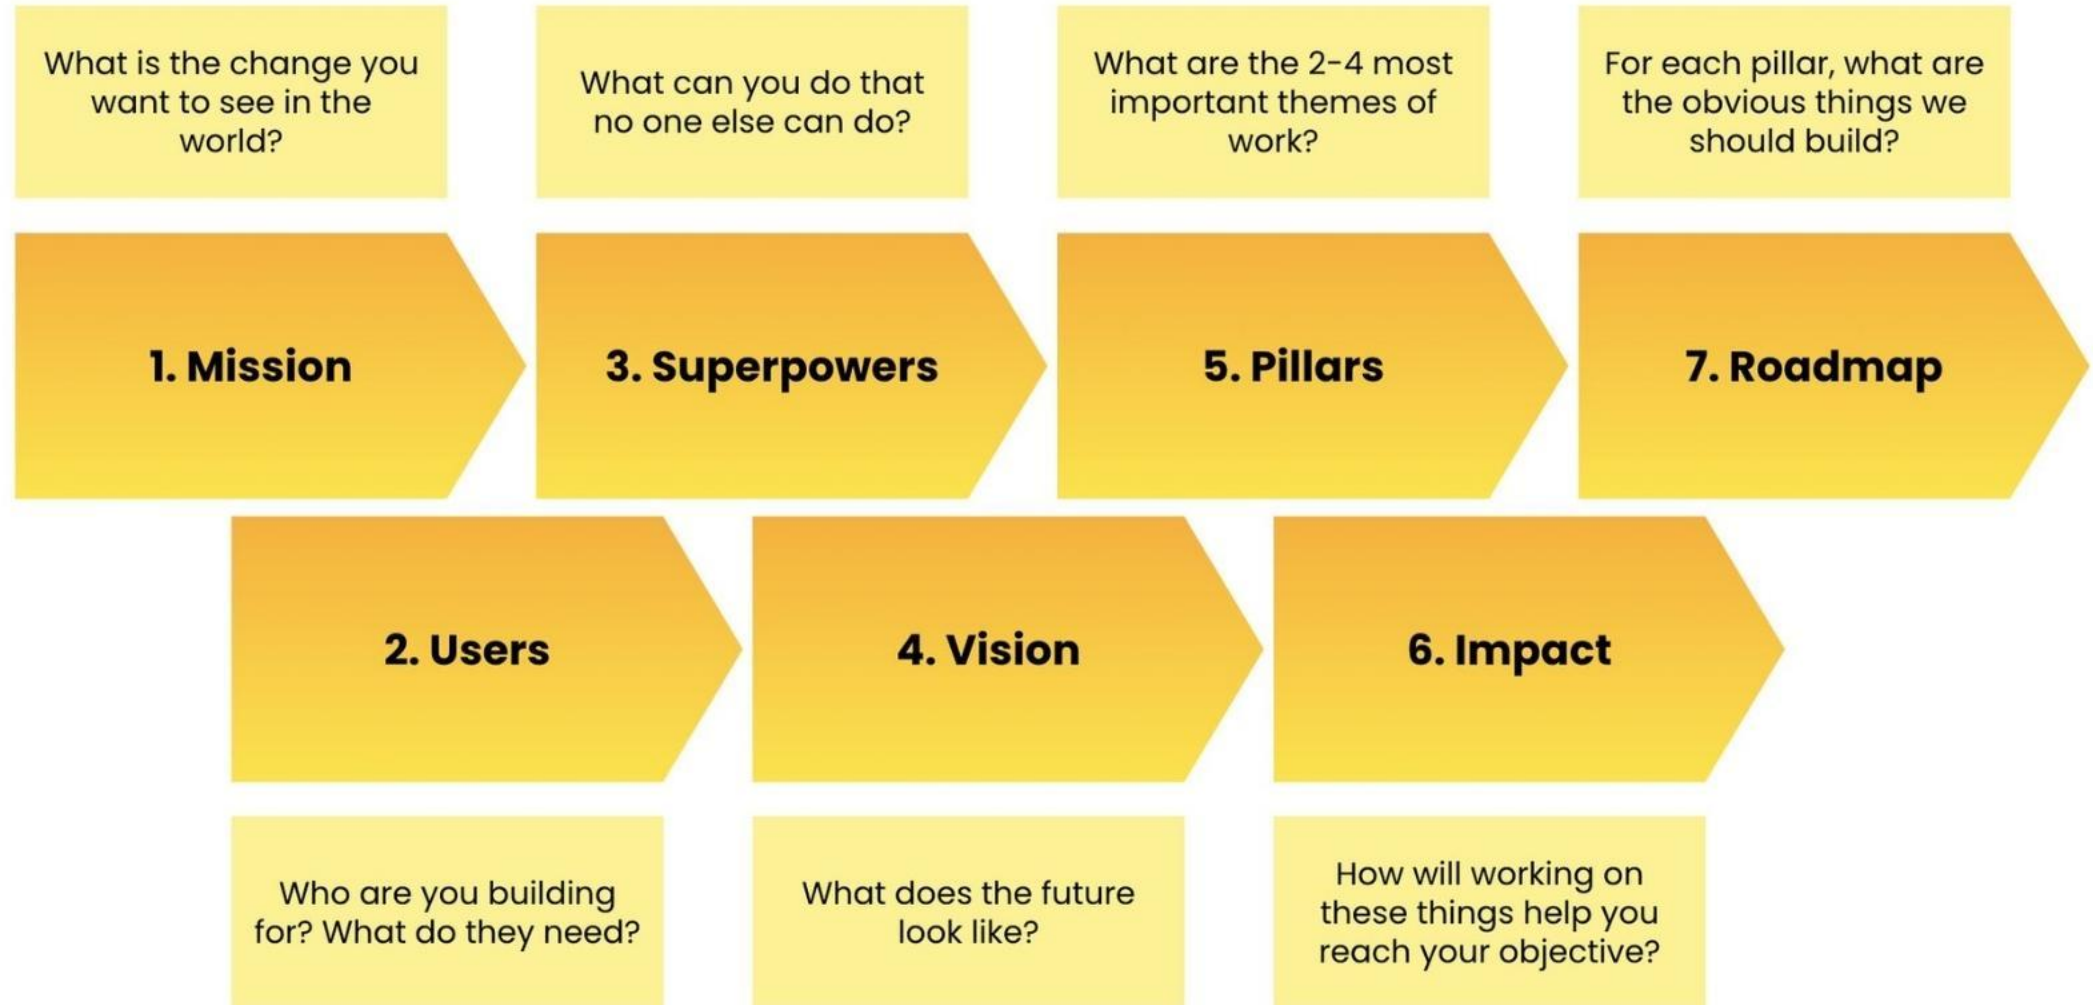 What is the change you
want to see in the
world?
What can you do that
no one else can do?
What are the 2-4 most
important themes of
work?
For each pillar, what are
the obvious things we
should build?
1. Mission
3. Superpowers
5. Pillars
7. Roadmap
2. Users
4. Vision
6. Impact
Who are you building
for? What do they need?
What does the future
look like?
How will working on
these things help you
reach your objective?